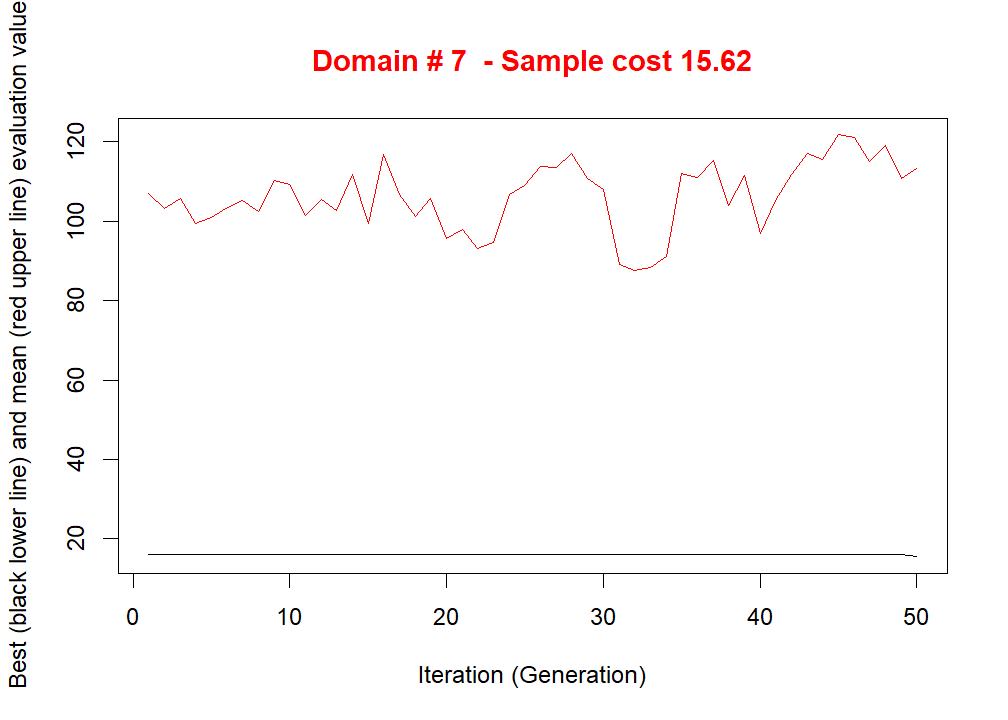 Domain # 7  - Sample cost 15.62
Best (black lower line) and mean (red upper line) evaluation value
120
100
80
60
40
20
0 10 20 30 40 50
Iteration (Generation)